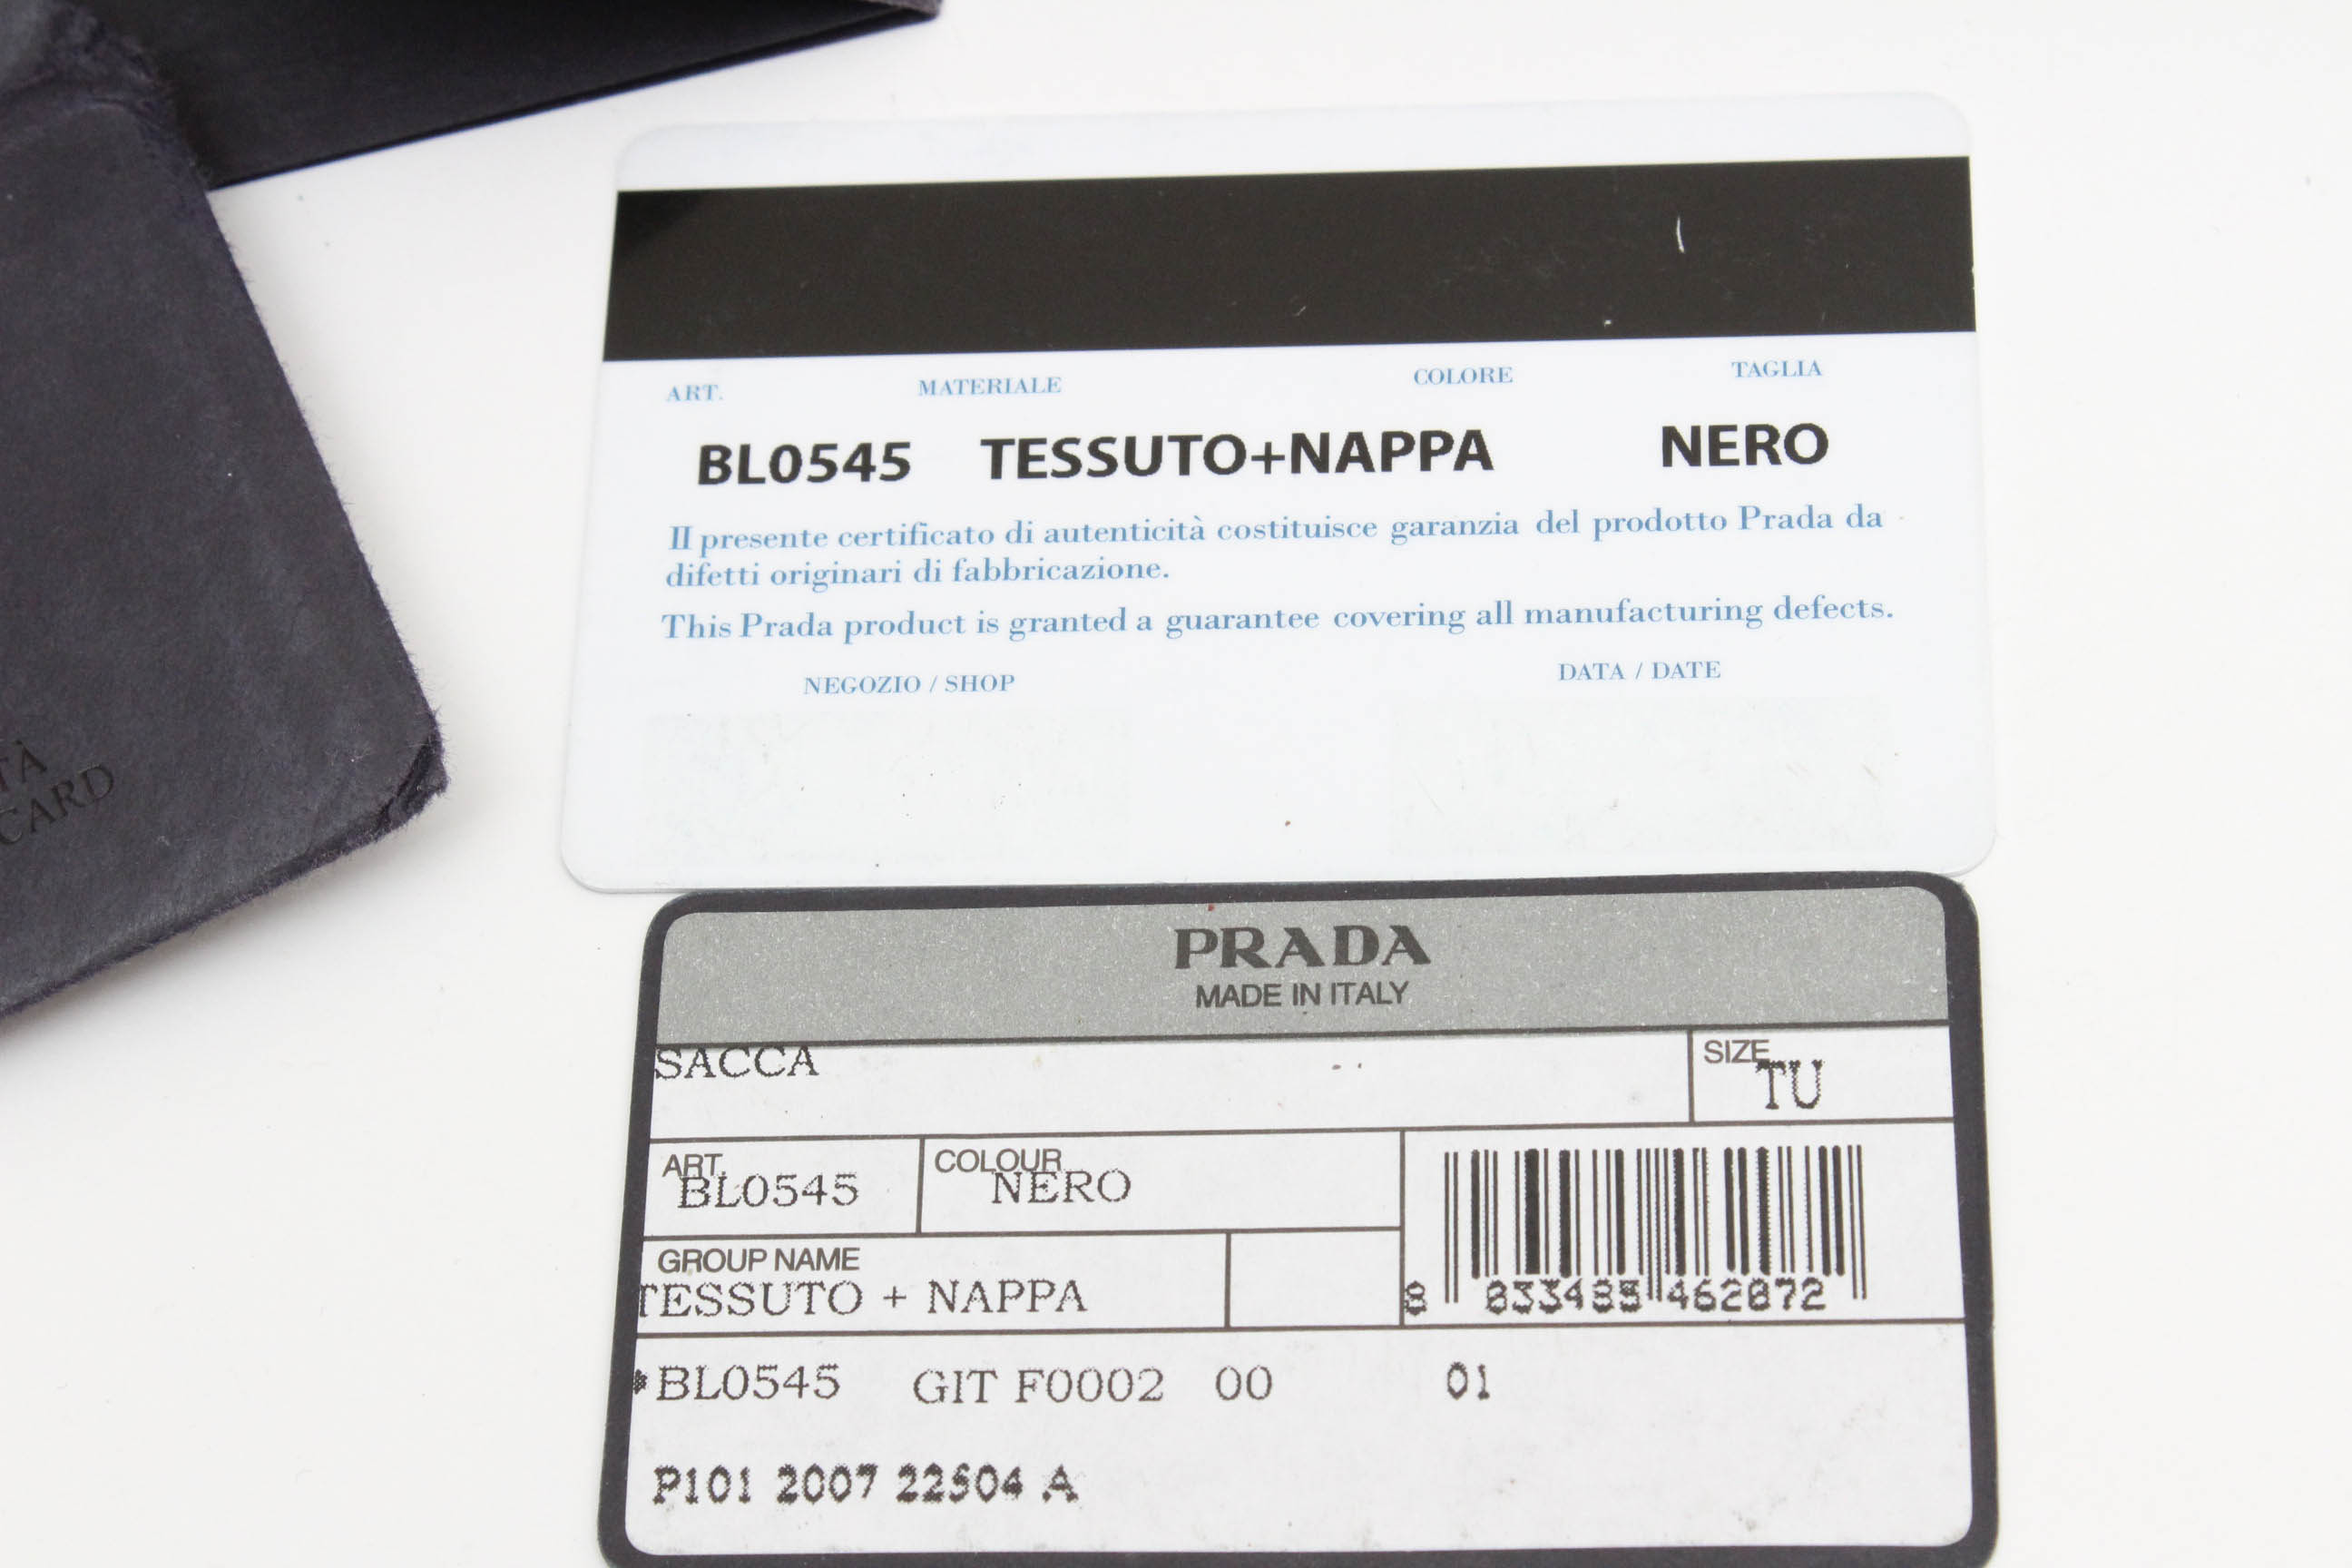 ART. MATERIALE COLORE TAGLIA
BL0545 TESSUTO+NAPPA NERO
Il presente certificato di autenticità costituisce garanzia del prodotto Prada da
difetti originari di fabbricazione.
This Prada product is granted a guarantee covering all manufacturing defects.
NEGOZIO / SHOP DATA / DATE
TÀ
CARD
PRADA
MADE IN ITALY
SACCA
SIZE
TU
ART.
BL0545
COLOUR
NERO
GROUP NAME
TESSUTO + NAPPA
8 833485 462872
*BL0545 GIT F0002 00 01
P101 2007 22504 A